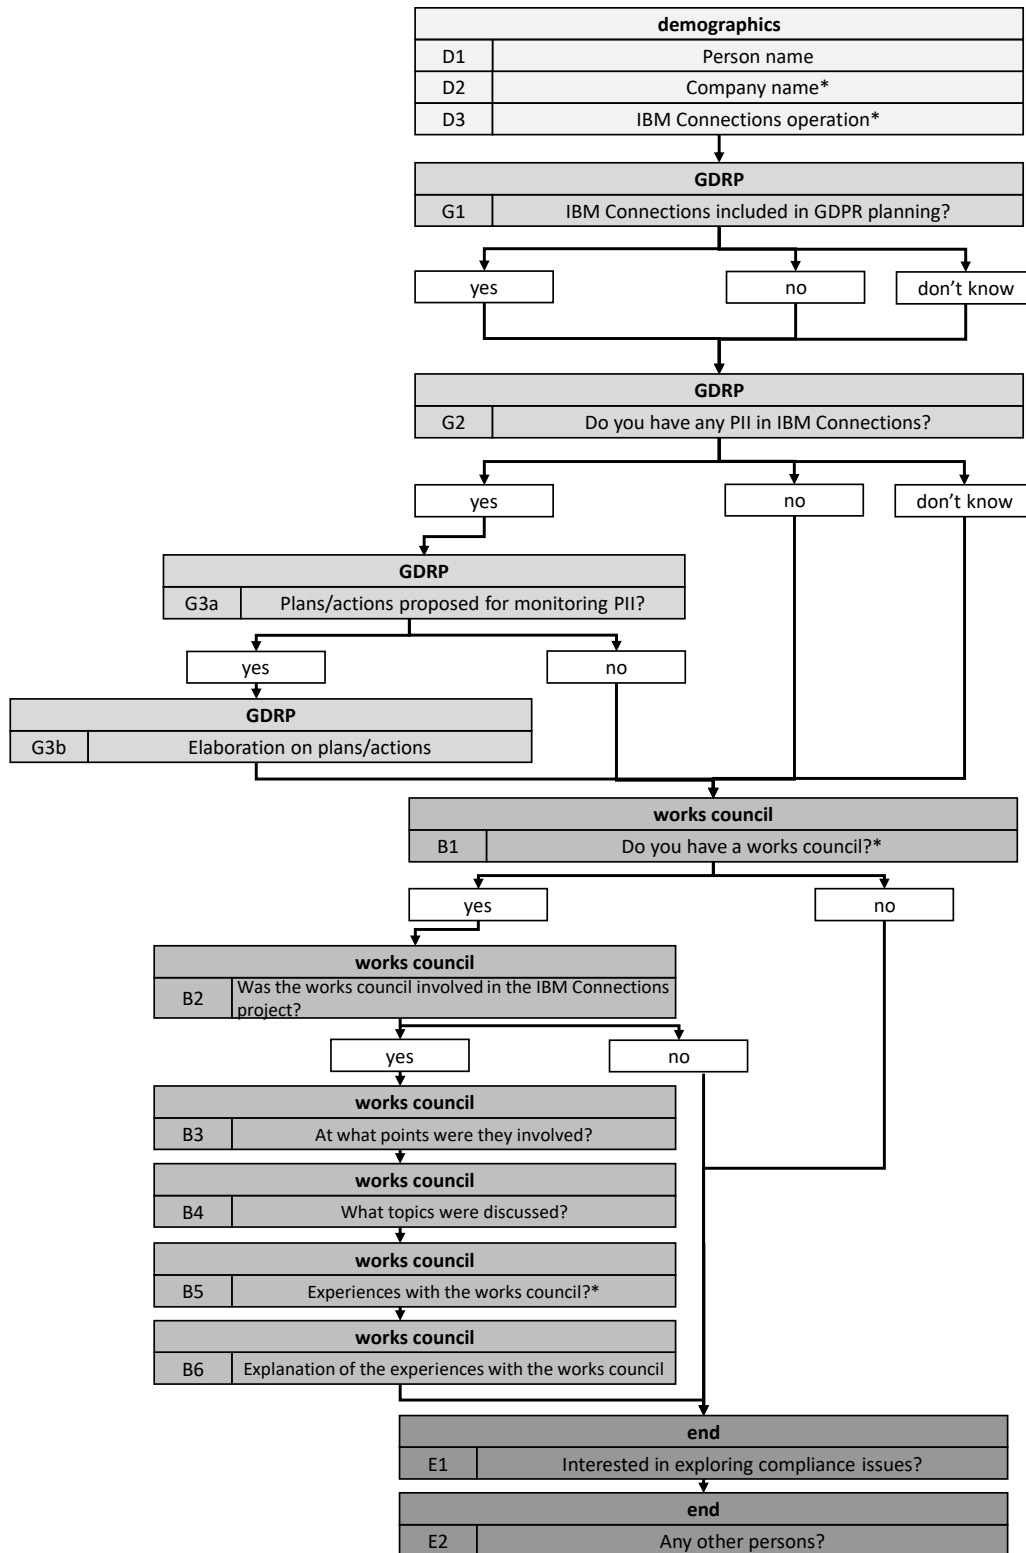 demographics
D1 Person name
D2 Company name*
D3 IBM Connections operation*
GDRP
G1 IBM Connections included in GDPR planning?
yes no don't know
GDRP
G2 Do you have any PII in IBM Connections?
yes no don't know
GDRP
G3a Plans/actions proposed for monitoring PII?
yes no
GDRP
G3b Elaboration on plans/actions
works council
B1 Do you have a works council?*
yes no
works council
B2 Was the works council involved in the IBM Connections
project?
yes no
works council
B3 At what points were they involved?
works council
B4 What topics were discussed?
works council
B5 Experiences with the works council?*
works council
B6 Explanation of the experiences with the works council
end
E1 Interested in exploring compliance issues?
end
E2 Any other persons?